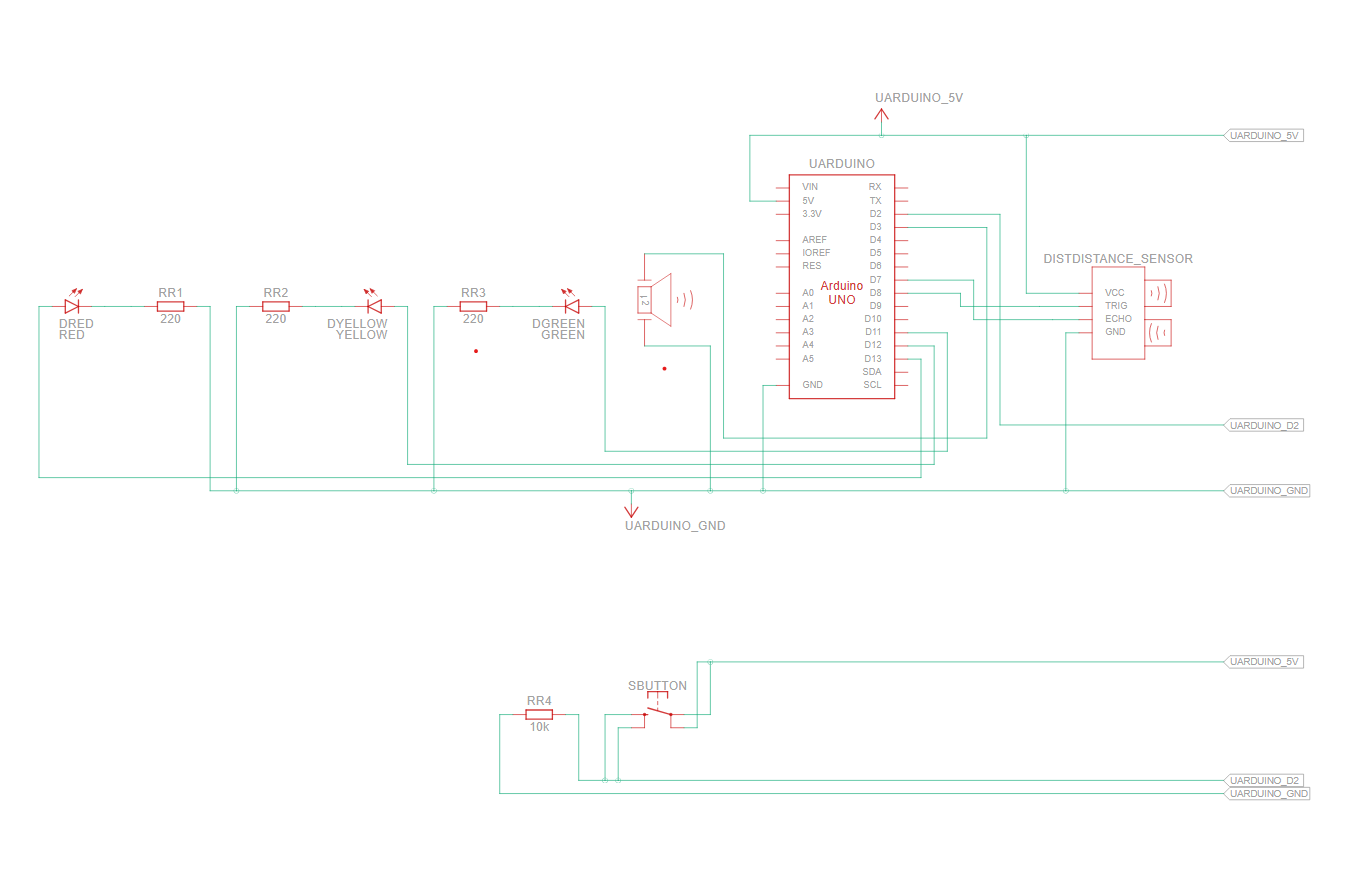 UARDUINO_5V
UARDUINO_5V
UARDUINO
VIN RX
5V TX
3.3V D2
D3
AREF D4
IOREF D5
RES D6
D7
A0 D8
A1 D9
A2 D10
A3 D11
A4 D12
A5 D13
SDA
GND SCL
Arduino
UNO
DISTDISTANCE_SENSOR
VCC
TRIG
ECHO
GND
RR1
220
DRED
RED
RR2
220
DYELLOW
YELLOW
RR3
220
DGREEN
GREEN
1 2
UARDUINO_D2
UARDUINO_GND
UARDUINO_GND
UARDUINO_5V
SBUTTON
RR4
10k
UARDUINO_D2
UARDUINO_GND